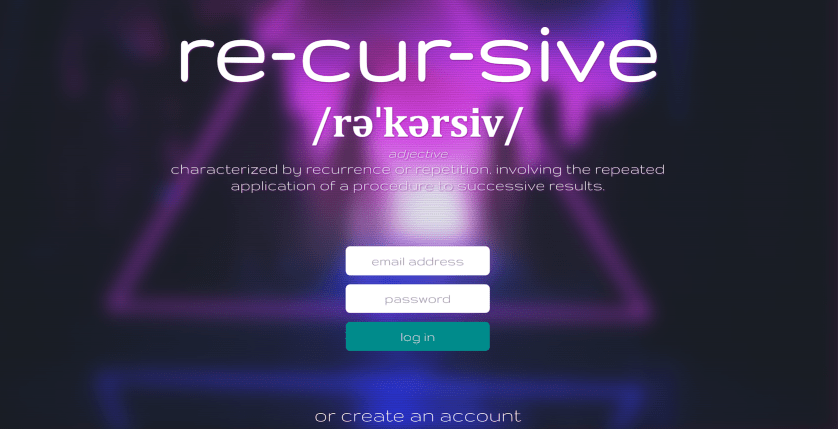 re-cur-sive
/rəˈkərsiv/
adjective
characterized by recurrence or repetition. involving the repeated
application of a procedure to successive results.
email address
password
log in
or create an account